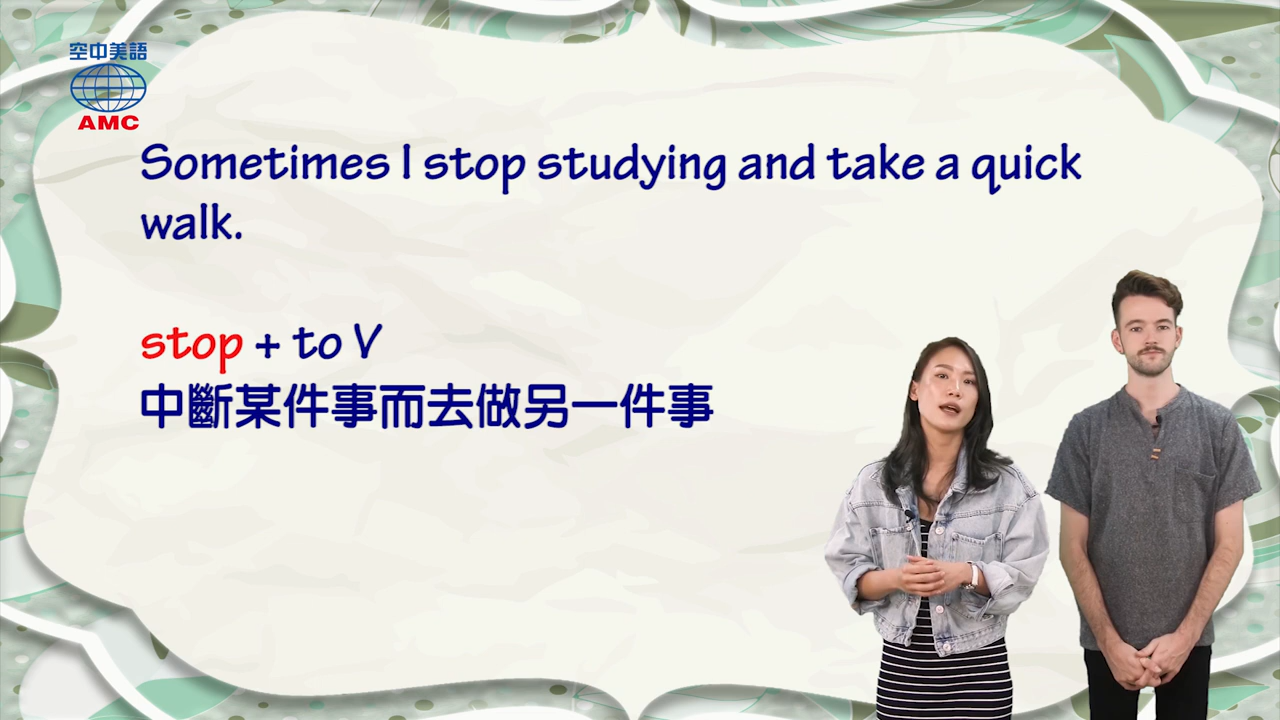 空中美語
AMC
Sometimes I stop studying and take a quick
walk.
stop + to V
中斷某件事而去做另一件事